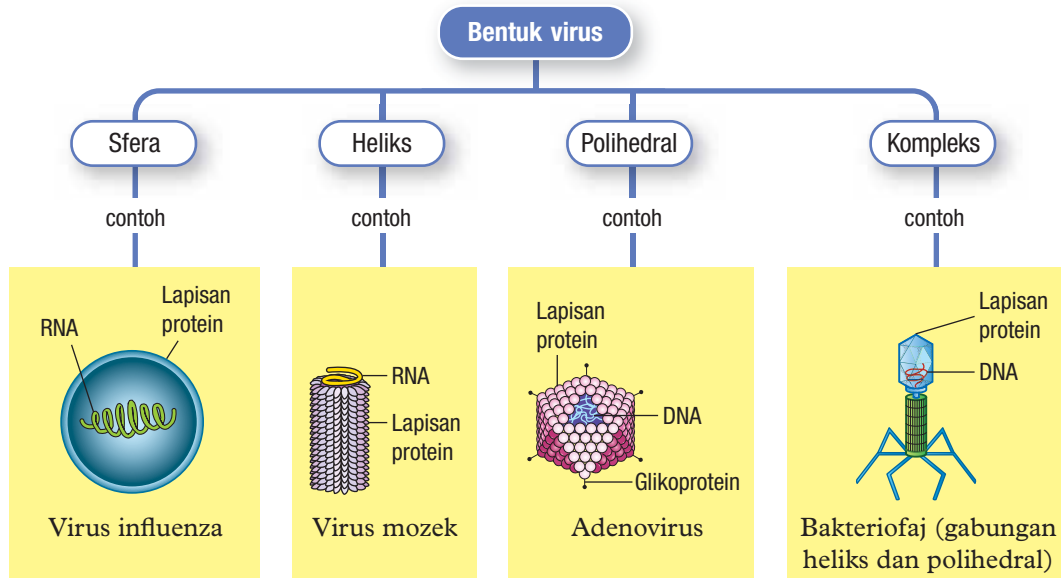 Bentuk virus
Sfera
Heliks
Polihedral
Kompleks
contoh
contoh
contoh
contoh
RNA
Lapisan
protein
Virus influenza
RNA
Lapisan
protein
Virus mozek
Lapisan
protein
DNA
Glikoprotein
Adenovirus
Lapisan
protein
DNA
Bakteriofaj (gabungan
heliks dan polihedral)